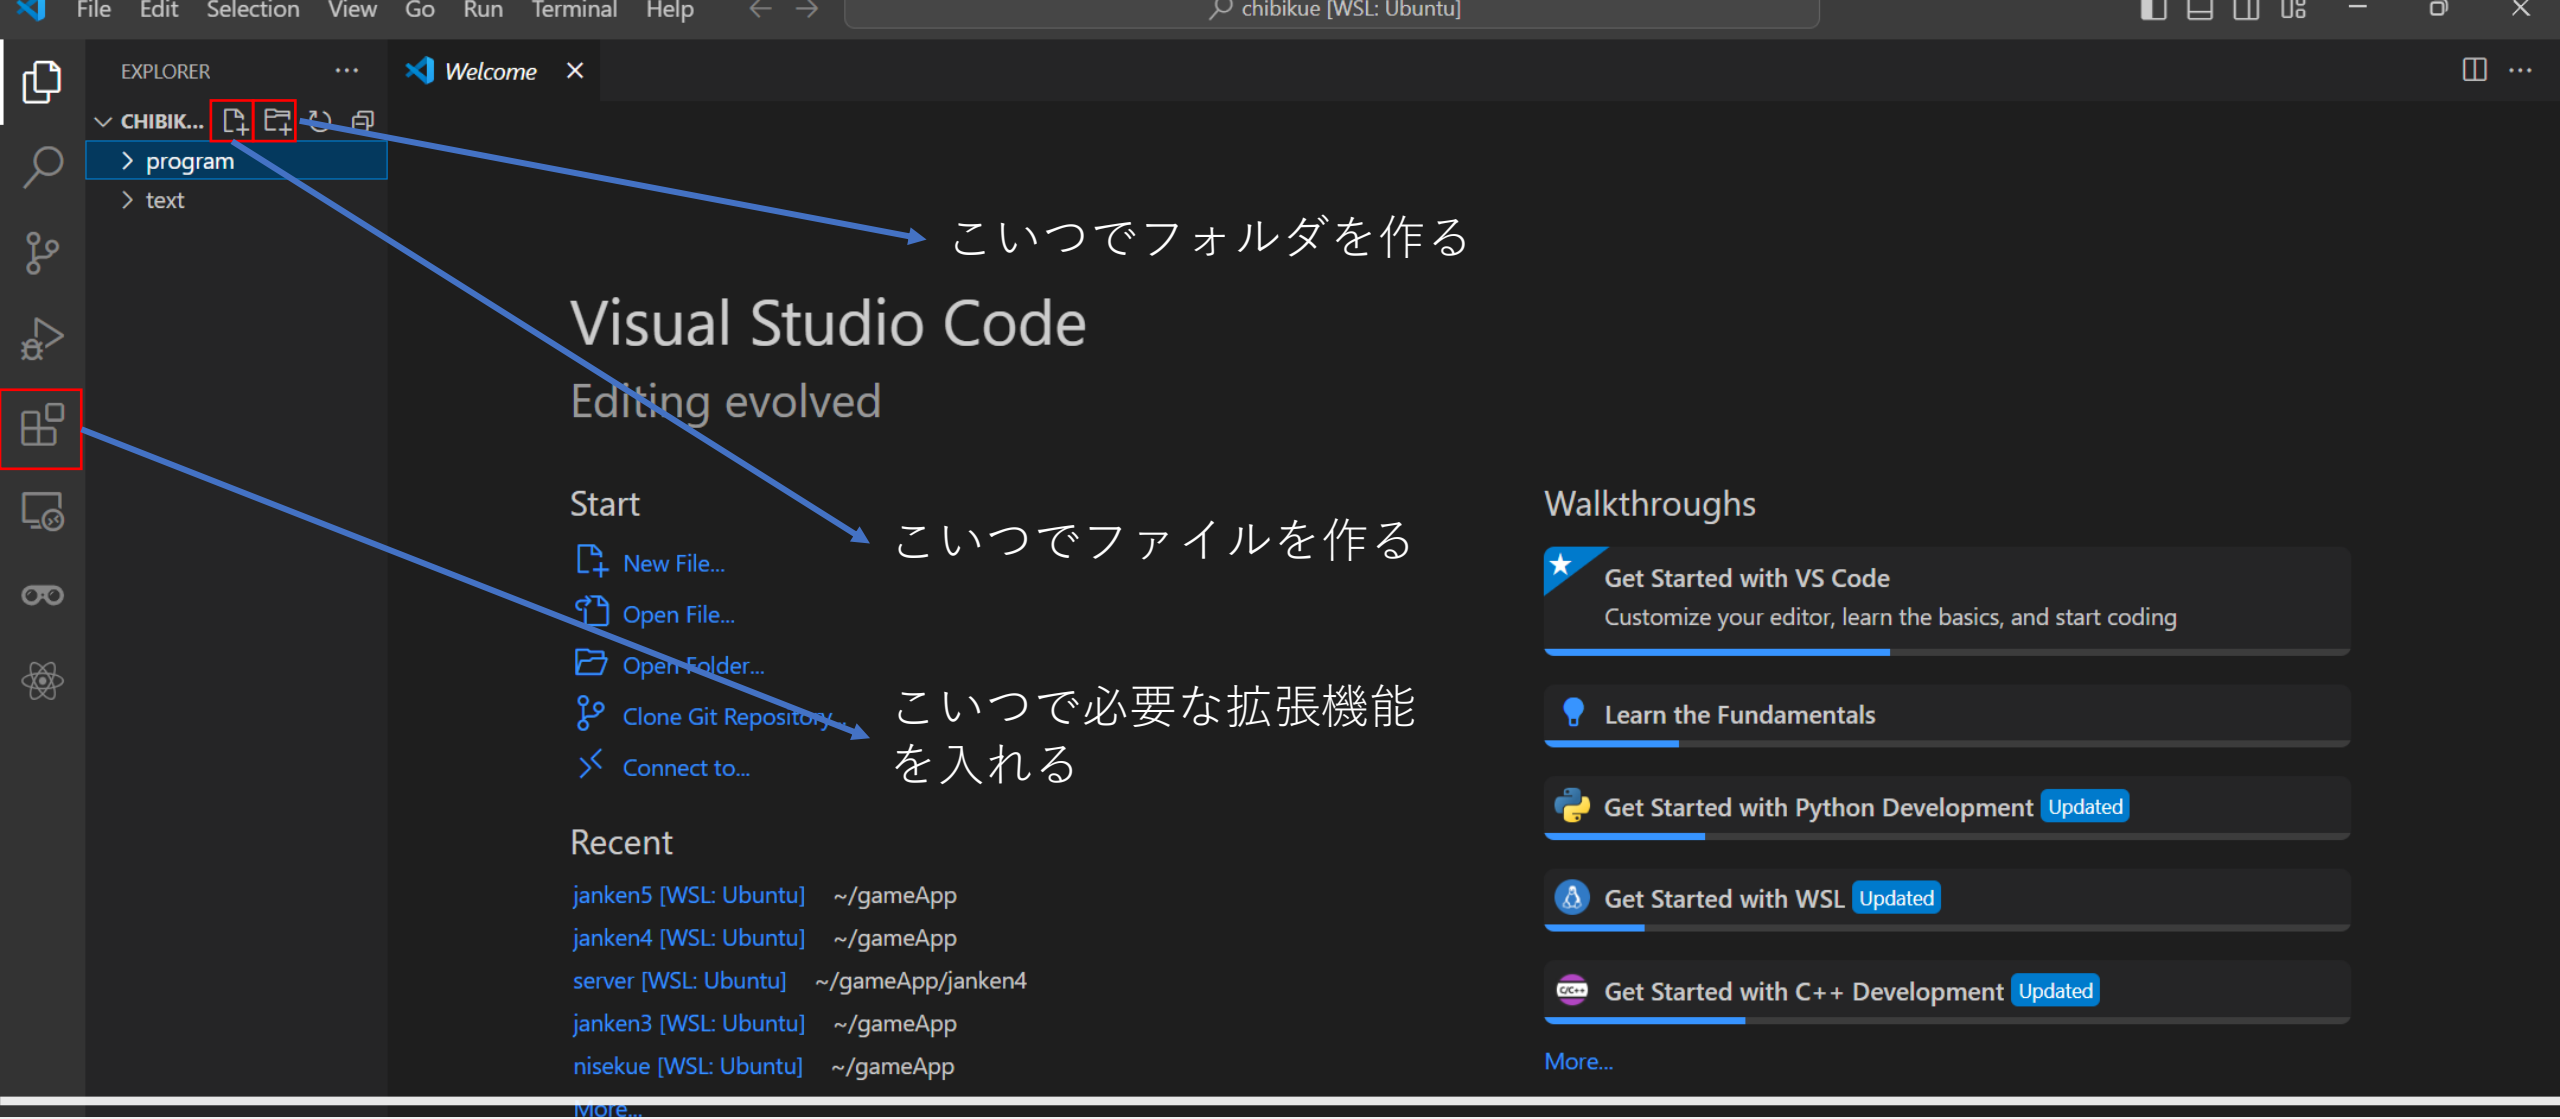 File Edit Selection View Go Run Terminal Help
chibikue [WSL: Ubuntu]
EXPLORER
Welcome
CHIBIK...
program
text
こいつでフォルダを作る
Visual Studio Code
Editing evolved
Start
New File...
こいつでファイルを作る
Open File...
Open Folder...
Clone Git Repository...
こいつで必要な拡張機能
を入れる
Connect to...
Recent
janken5 [WSL: Ubuntu] ~/gameApp
janken4 [WSL: Ubuntu] ~/gameApp
server [WSL: Ubuntu] ~/gameApp/janken4
janken3 [WSL: Ubuntu] ~/gameApp
nisekue [WSL: Ubuntu] ~/gameApp
More...
Walkthroughs
Get Started with VS Code
Customize your editor, learn the basics, and start coding
Learn the Fundamentals
Get Started with Python Development Updated
Get Started with WSL Updated
C/C++ Get Started with C++ Development Updated
More...